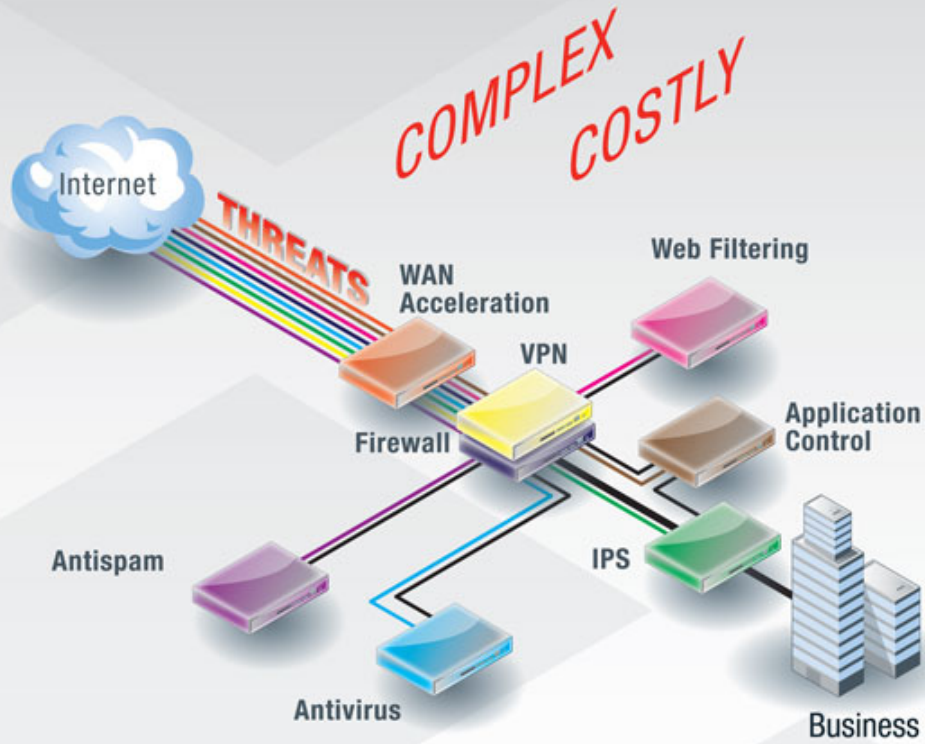 COMPLEX
COSTLY
Internet
THREATS
WAN
Acceleration
Web Filtering
VPN
Firewall
Application
Control
Antispam
IPS
Antivirus
Business